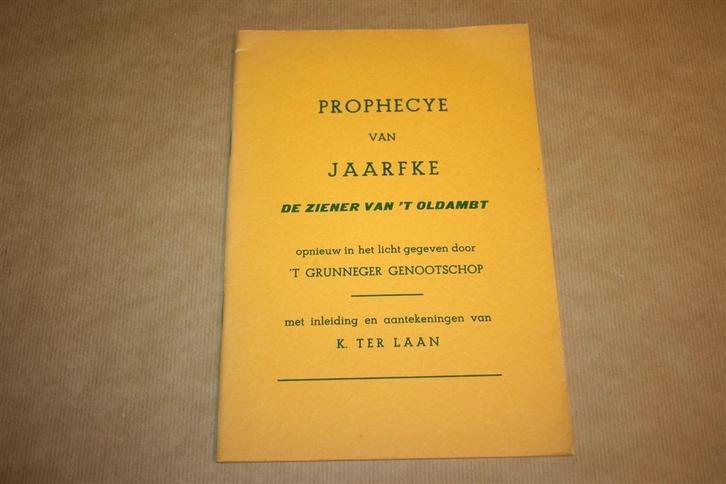 PROPHECYE
VAN
JAARFKE
DE ZIENER VAN 'T OLDAMBT
opnieuw in het licht gegeven door
'T GRUNNEGER GENOOTSCHOP
met inleiding en aantekeningen van
K. TER LAAN